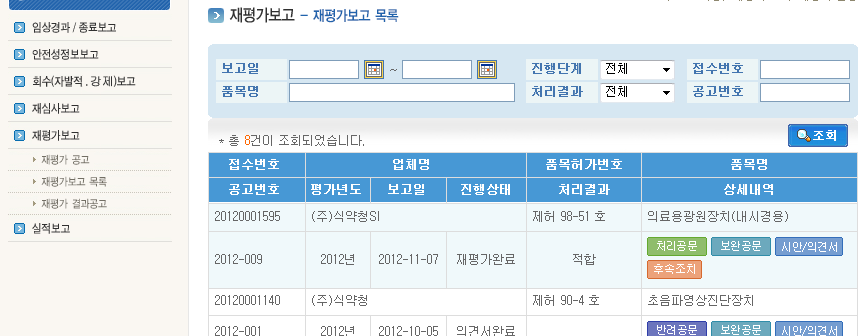 임상경과 / 종료보고
안전성정보보고
회수(자발적 . 강 제)보고
재심사보고
재평가보고
재평가 공고
재평가보고 목록
재평가 결과공고
실적보고
재평가보고 - 재평가보고 목록
보고일 ~ 진행단계 전체 접수번호
품목명 처리결과 전체 공고번호
* 총 8건이 조회되었습니다. 조회
접수번호 업체명 품목허가번호 품목명
공고번호 평가년도 보고일 진행상태 처리결과 상세내역
20120001595 (주)식약청SI 제허 98-51 호 의료용광원장치(내시경용)
2012-009 2012년 2012-11-07 재평가완료 적합 처리공문 보완공문 시안/의견서
후속조치
20120001140 (주)식약청 제허 90-4 호 초음파영상진단장치
2012-001 2012년 2012-10-05 의견서완료 반려공문 보완공문 시안/의견서